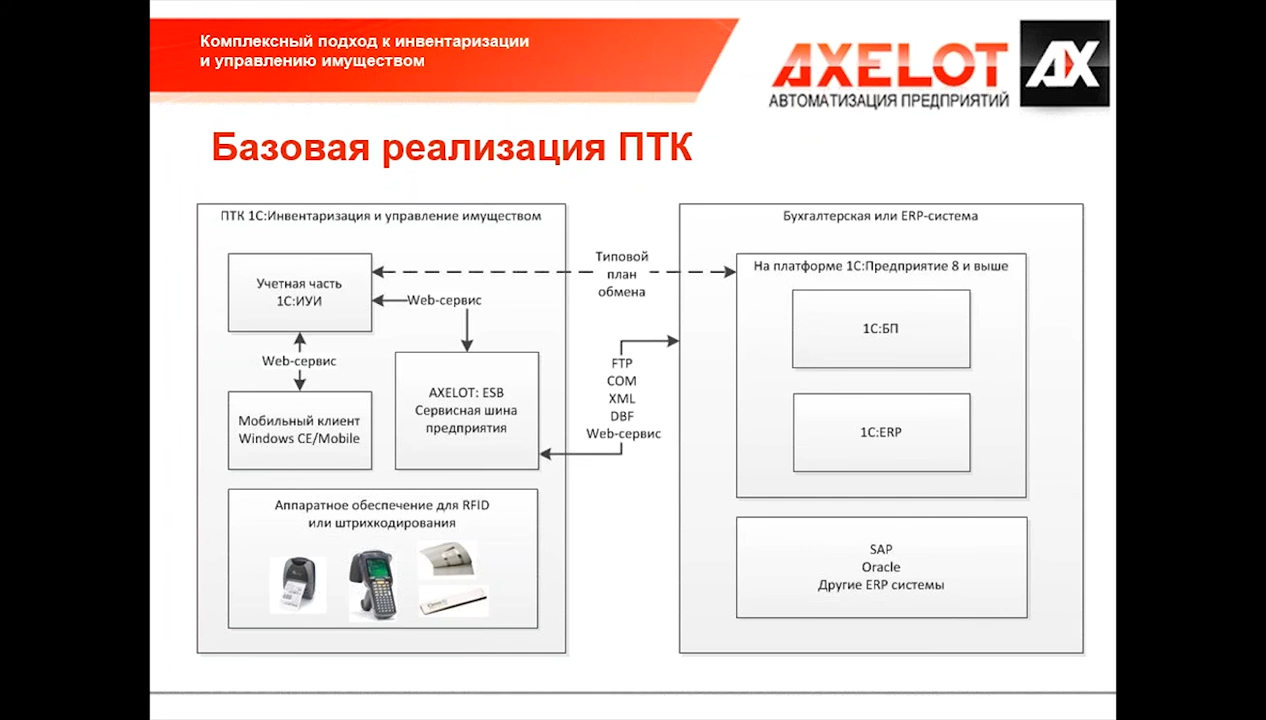 Комплексный подход к инвентаризации
и управлению имуществом
AXELOT
АВТОМАТИЗАЦИЯ ПРЕДПРИЯТИЙ
AX
Базовая реализация ПТК
ПТК 1С:Инвентаризация и управление имуществом
Учетная часть
1С:ИУИ
Web-сервис
Web-сервис
Мобильный клиент
Windows CE/Mobile
AXELOT: ESB
Сервисная шина
предприятия
Аппаратное обеспечение для RFID
или штрихкодирования
Типовой
план
обмена
FTP
COM
XML
DBF
Web-сервис
Бухгалтерская или ERP-система
На платформе 1С:Предприятие 8 и выше
1С:БП
1С:ERP
SAP
Oracle
Другие ERP системы